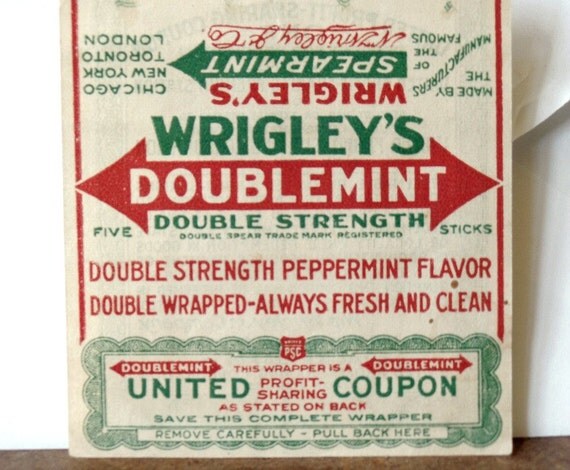 CHICAGO
NEW YORK
TORONTO
LONDON
WRIGLEY'S
SPEARMINT
Wm Wrigley Jr. Co.
MADE BY
THE
MANUFACTURERS
OF
THE
FAMOUS
WRIGLEY'S
DOUBLEMINT
DOUBLE STRENGTH
FIVE
STICKS
DOUBLE SPEAR TRADE MARK REGISTERED
DOUBLE STRENGTH PEPPERMINT FLAVOR
DOUBLE WRAPPED-ALWAYS FRESH AND CLEAN
UNITED
PSC
DOUBLEMINT
THIS WRAPPER IS A
DOUBLEMINT
UNITED PROFIT-SHARING COUPON
AS STATED ON BACK
SAVE THIS COMPLETE WRAPPER
REMOVE CAREFULLY - PULL BACK HERE